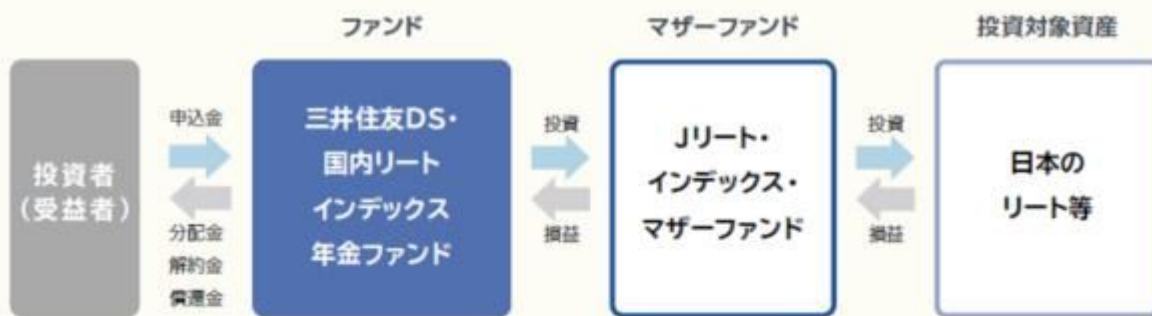 ファンド
マザーファンド
投資対象資産
投資者
(受益者)
申込金
分配金
解約金
償還金
三井住友DS・
国内リート
インデックス
年金ファンド
投資
損益
Jリート・
インデックス・
マザーファンド
投資
損益
日本の
リート等